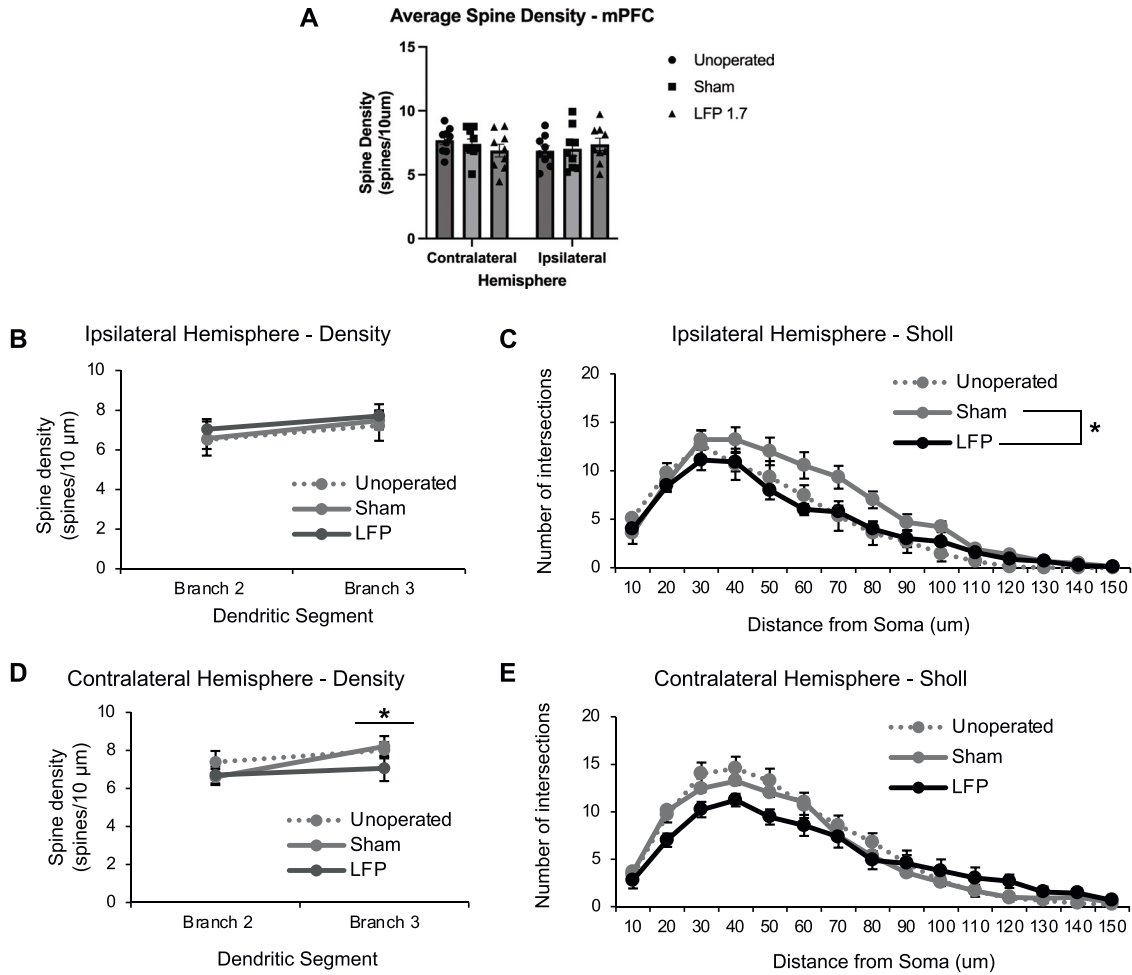 A
Average Spine Density - mPFC
Spine Density
(spines/10um)
15
10
5
0
Contralateral Ipsilateral
Hemisphere
Unoperated
Sham
LFP 1.7
B
Ipsilateral Hemisphere - Density
Spine density
(spines/10 µm)
10
8
6
4
2
0
Unoperated
Sham
LFP
Branch 2 Branch 3
Dendritic Segment
C
Ipsilateral Hemisphere - Sholl
Number of intersections
20
15
10
5
0
Unoperated
Sham
LFP
*
10 20 30 40 50 60 70 80 90 100 110 120 130 140 150
Distance from Soma (um)
D
Contralateral Hemisphere - Density
Spine density
(spines/10 µm)
10
8
6
4
2
0
*
Unoperated
Sham
LFP
Branch 2 Branch 3
Dendritic Segment
E
Contralateral Hemisphere - Sholl
Number of intersections
20
15
10
5
0
Unoperated
Sham
LFP
10 20 30 40 50 60 70 80 90 100 110 120 130 140 150
Distance from Soma (um)